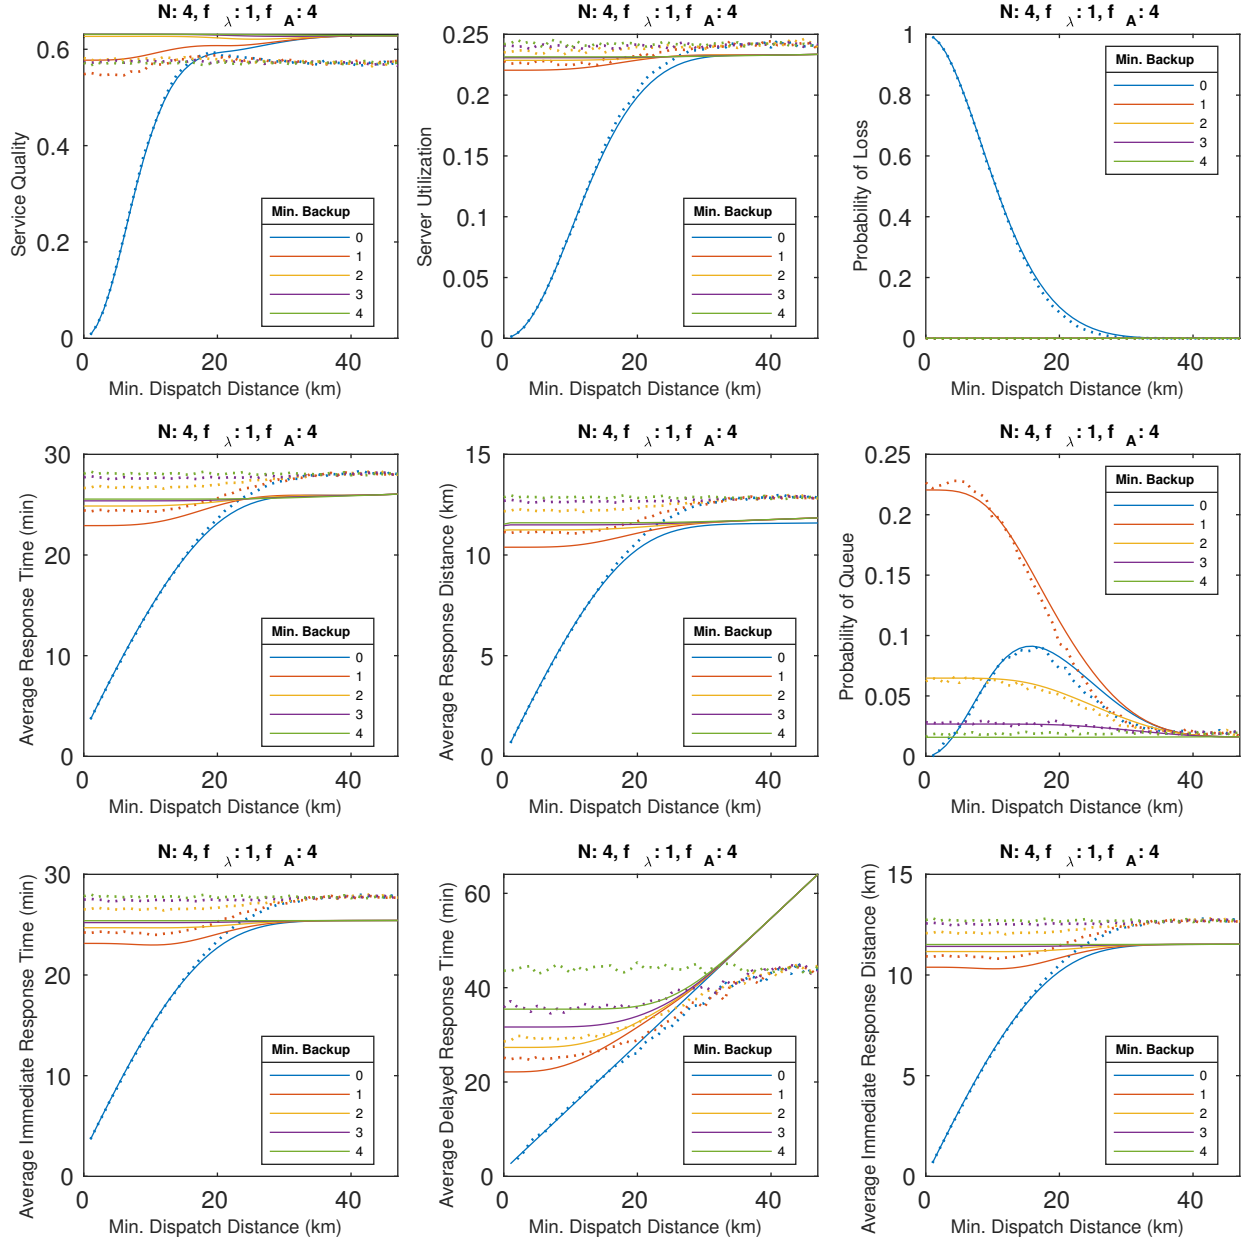 N: 4, f λ: 1, f A: 4
Service Quality
0.6
0.4
0.2
0
Min. Backup
0
1
2
3
4
0 20 40
Min. Dispatch Distance (km)
N: 4, f λ: 1, f A: 4
Server Utilization
0.25
0.2
0.15
0.1
0.05
0
Min. Backup
0
1
2
3
4
0 20 40
Min. Dispatch Distance (km)
N: 4, f λ: 1, f A: 4
Probability of Loss
1
0.8
0.6
0.4
0.2
0
Min. Backup
0
1
2
3
4
0 20 40
Min. Dispatch Distance (km)
N: 4, f λ: 1, f A: 4
Average Response Time (min)
30
20
10
0
Min. Backup
0
1
2
3
4
0 20 40
Min. Dispatch Distance (km)
N: 4, f λ: 1, f A: 4
Average Response Distance (km)
15
10
5
0
Min. Backup
0
1
2
3
4
0 20 40
Min. Dispatch Distance (km)
N: 4, f λ: 1, f A: 4
Probability of Queue
0.25
0.2
0.15
0.1
0.05
0
Min. Backup
0
1
2
3
4
0 20 40
Min. Dispatch Distance (km)
N: 4, f λ: 1, f A: 4
Average Immediate Response Time (min)
30
20
10
0
Min. Backup
0
1
2
3
4
0 20 40
Min. Dispatch Distance (km)
N: 4, f λ: 1, f A: 4
Average Delayed Response Time (min)
60
40
20
0
Min. Backup
0
1
2
3
4
0 20 40
Min. Dispatch Distance (km)
N: 4, f λ: 1, f A: 4
Average Immediate Response Distance (km)
15
10
5
0
Min. Backup
0
1
2
3
4
0 20 40
Min. Dispatch Distance (km)